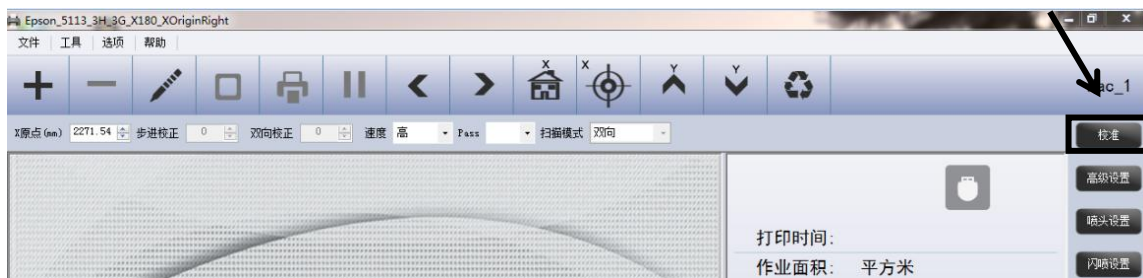 Epson_5113_3H_3G_X180_XOriginRight
文件 工具 选项 帮助
X X Y Y
ac_1
X原点(mm) 2271.54 步进校正 0 双向校正 0 速度 高 Pass 扫描模式 双向 校准
高级设置
喷头设置
打印时间:
作业面积: 平方米 闪喷设置